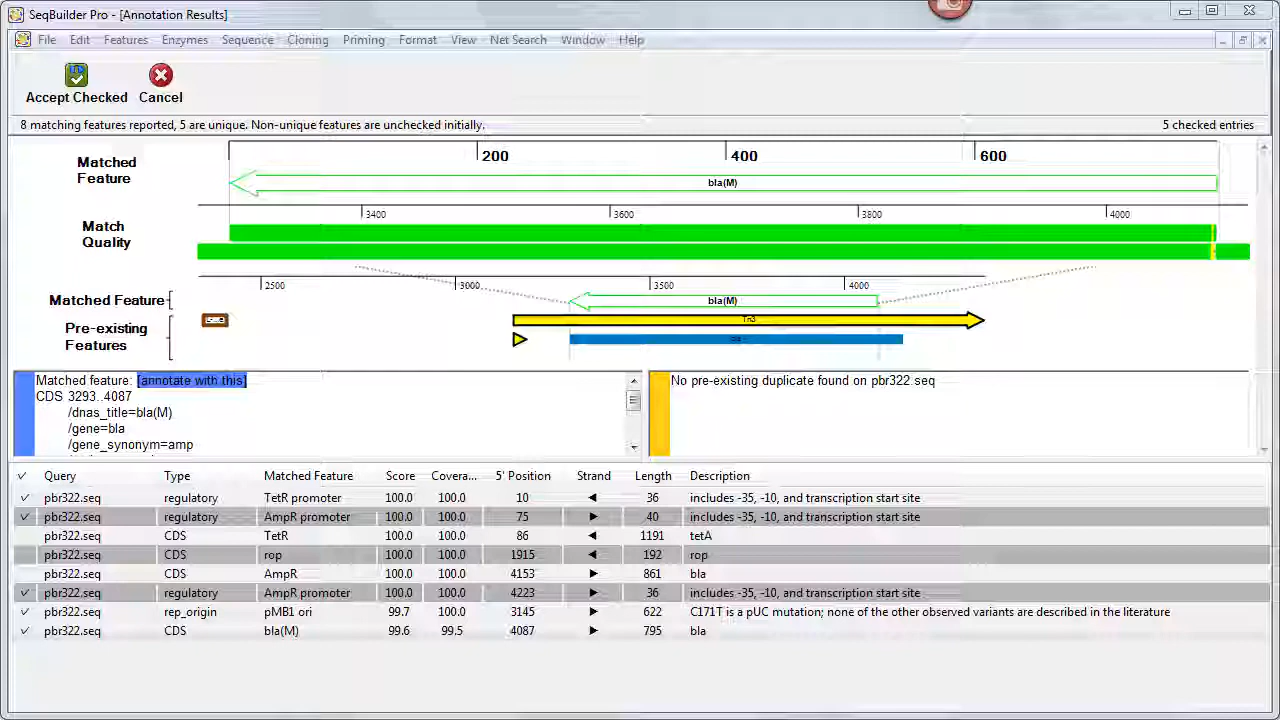 SeqBuilder Pro - [Annotation Results]
File Edit Features Enzymes Sequence Cloning Priming Format View Net Search Window Help
Accept Checked Cancel
8 matching features reported, 5 are unique. Non-unique features are unchecked initially. 5 checked entries
200 400 600
Matched
Feature
bla(M)
3400 3600 3800 4000
Match
Quality
2500 3000 3500 4000
Matched Feature
bla(M)
Tn3
Pre-existing
Features
Matched feature: [annotate with this]
CDS 3293..4087
/dnas_title=bla(M)
/gene=bla
/gene_synonym=amp
No pre-existing duplicate found on pbr322 seq
✓ Query Type Matched Feature Score Covera... 5' Position Strand Length Description
✓ pbr322.seq regulatory TetR promoter 100.0 100.0 10 ◄ 36 includes -35, -10, and transcription start site
✓ pbr322.seq regulatory AmpR promoter 100.0 100.0 75 ► 40 includes -35, -10, and transcription start site
pbr322.seq CDS TetR 100.0 100.0 86 ◄ 1191 tetA
pbr322.seq CDS rop 100.0 100.0 1915 ◄ 192 rop
pbr322.seq CDS AmpR 100.0 100.0 4153 ► 861 bla
✓ pbr322.seq regulatory AmpR promoter 100.0 100.0 4223 ► 36 includes -35, -10, and transcription start site
✓ pbr322.seq rep_origin pMB1 ori 99.7 100.0 3145 ► 622 C171T is a pUC mutation; none of the other observed variants are described in the literature
✓ pbr322.seq CDS bla(M) 99.6 99.5 4087 ► 795 bla